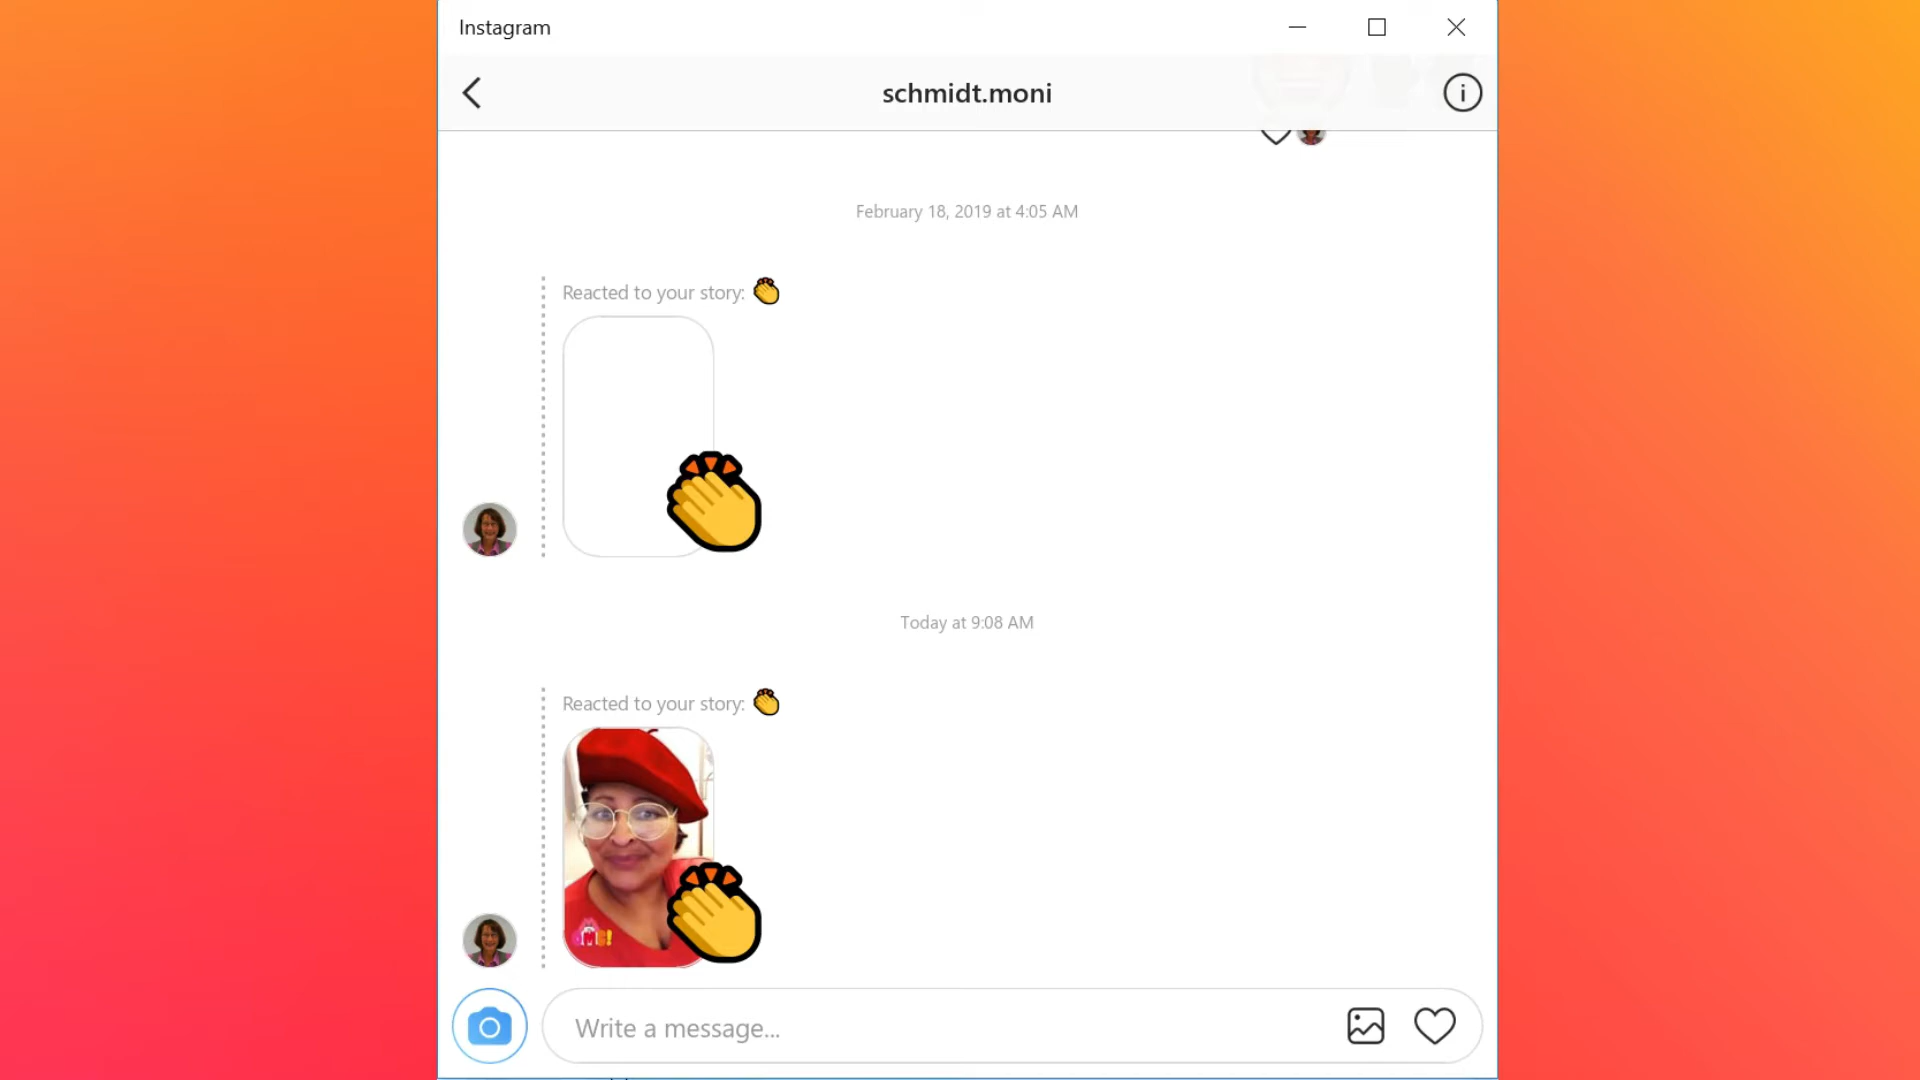 Instagram
schmidt.moni
February 18, 2019 at 4:05 AM
Reacted to your story: 👏
Today at 9:08 AM
Reacted to your story: 👏
OMG!
Write a message...